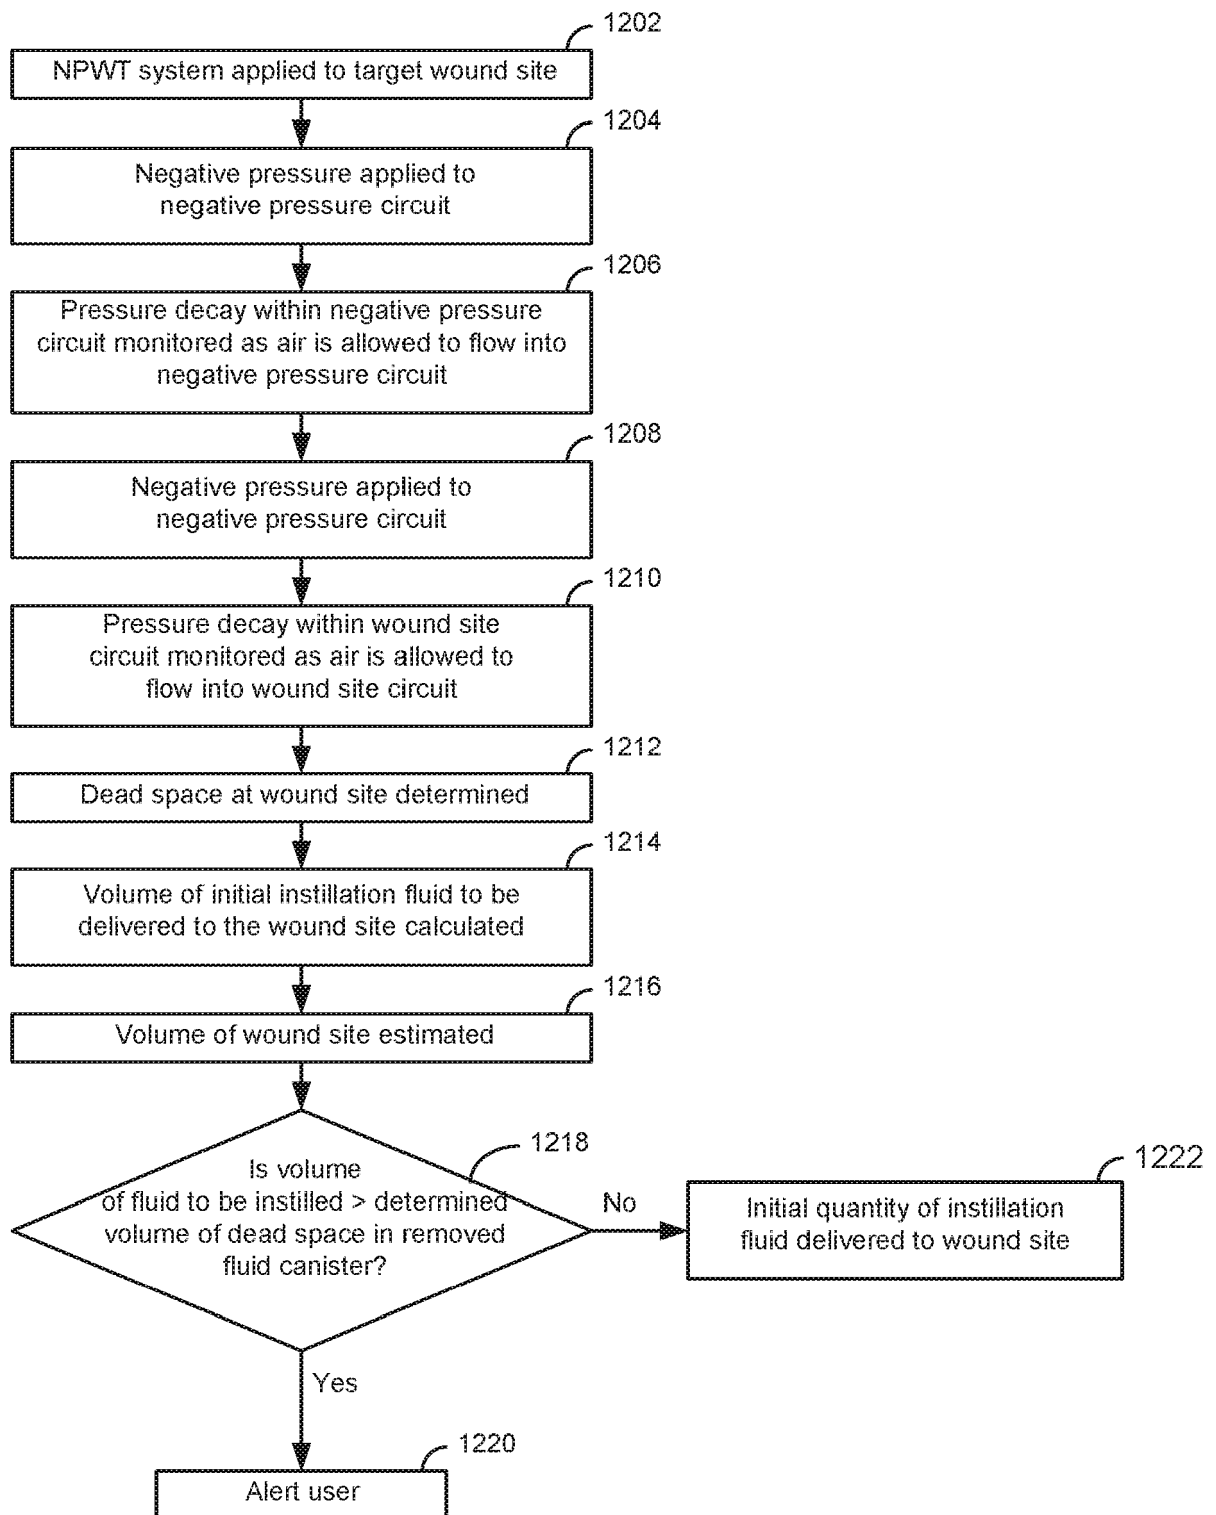 1202
NPWT system applied to target wound site
1204
Negative pressure applied to
negative pressure circuit
1206
Pressure decay within negative pressure
circuit monitored as air is allowed to flow into
negative pressure circuit
1208
Negative pressure applied to
negative pressure circuit
1210
Pressure decay within wound site
circuit monitored as air is allowed to
flow into wound site circuit
1212
Dead space at wound site determined
1214
Volume of initial instillation fluid to be
delivered to the wound site calculated
1216
Volume of wound site estimated
1218
Is volume
of fluid to be instilled > determined
volume of dead space in removed
fluid canister?
No
1222
Initial quantity of instillation
fluid delivered to wound site
Yes
1220
Alert user